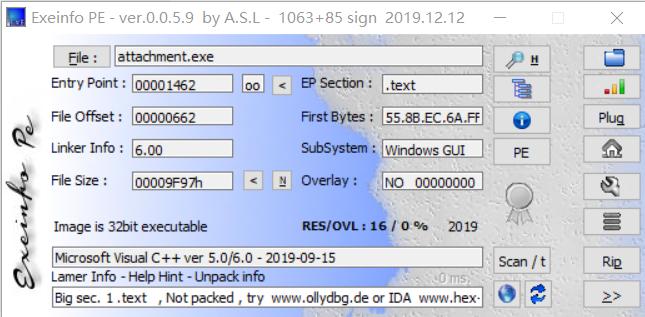 Exeinfo PE - ver.0.0.5.9 by A.S.L - 1063+85 sign 2019.12.12
File : attachment.exe H
Entry Point : 00001462 oo < EP Section : .text
File Offset : 00000662 First Bytes : 55.8B.EC.6A.FF Plug
Linker Info : 6.00 SubSystem : Windows GUI PE
File Size : 00009F97h < N Overlay : NO 00000000
Image is 32bit executable RES/OVL : 16 / 0 % 2019
Microsoft Visual C++ ver 5.0/6.0 - 2019-09-15 Scan / t Rip
Lamer Info - Help Hint - Unpack info 0 ms.
Big sec. 1 .text , Not packed , try www.ollydbg.de or IDA www.hex- >>
Exeinfo Pe